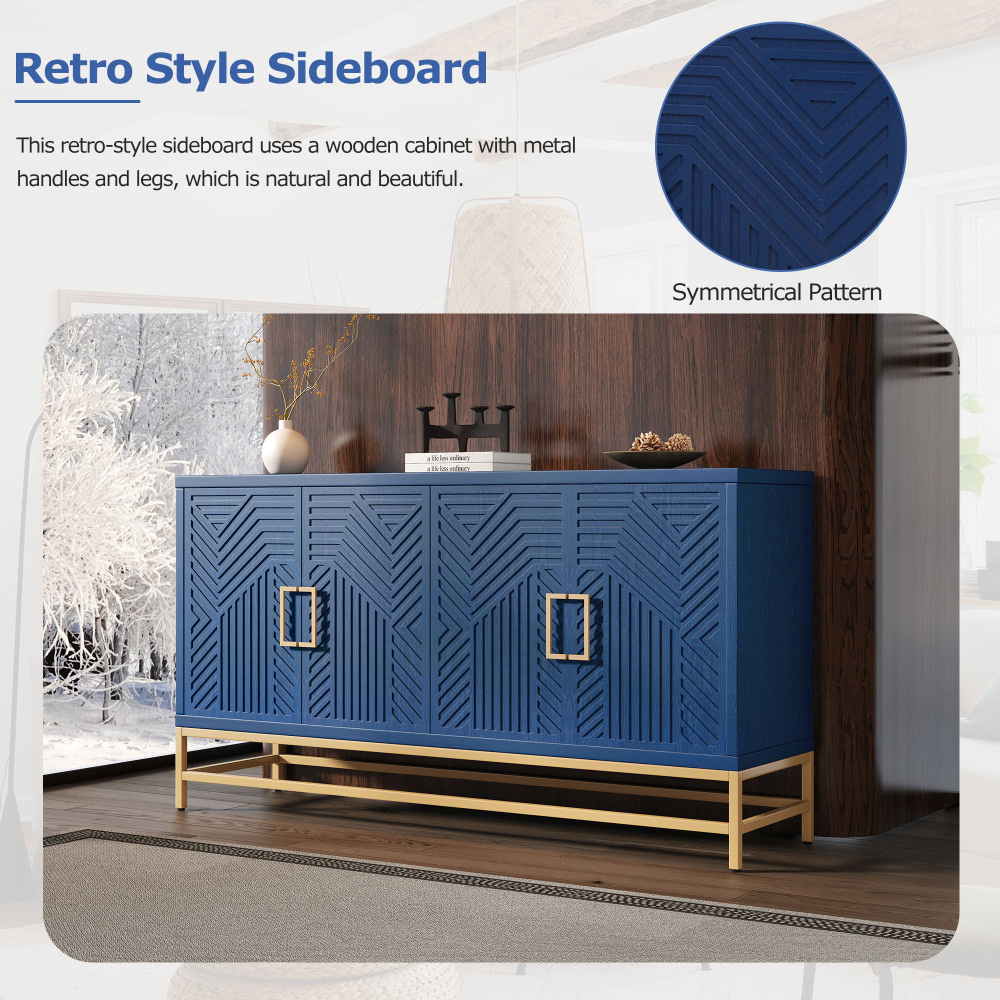 Retro Style Sideboard
This retro-style sideboard uses a wooden cabinet with metal
handles and legs, which is natural and beautiful.
Symmetrical Pattern
a life less ordinary
a life less ordinary